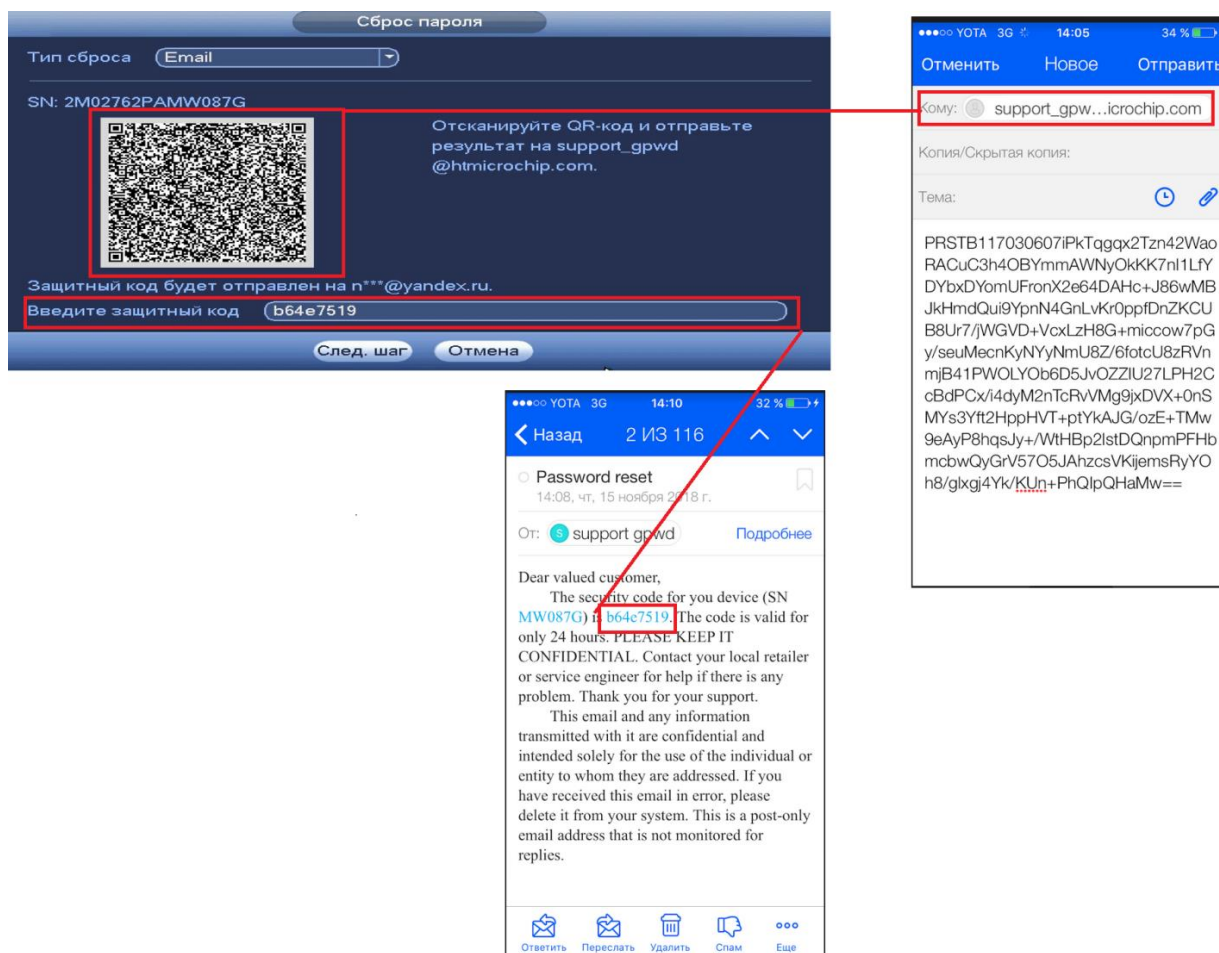 Сброс пароля
Тип сброса Email
SN: 2M02762PAMW087G
Отсканируйте QR-код и отправьте
результат на support_gpwd
@htmicrochip.com.
Защитный код будет отправлен на n***@yandex.ru.
Введите защитный код b64e7519
След. шаг Отмена
YOTA 3G 14:05 34 %
Отменить Новое Отправить
Кому: support_gpw...icrochip.com
Копия/Скрытая копия:
Тема:
PRSTB117030607iPkTqgqx2Tzn42Wao
RACuC3h4OBYmmAWNyOkKK7nI1LfY
DYbxDYomUFronX2e64DAHc+J86wMB
JkHmdQui9YpnN4GnLvKr0ppfDnZKCU
B8Ur7/jWGVD+VcxLzH8G+miccow7pG
y/seuMecnKyNYyNmU8Z/6fotcU8zRVn
mjB41PWOLYOb6D5JvOZZIU27LPH2C
cBdPCx/i4dyM2nTcRvVMg9jxDVX+0nS
MYs3Yft2HppHVT+ptYkAJG/ozE+TMw
9eAyP8hqsJy+/WtHBp2lstDQnpmPFHb
mcbwQyGrV57O5JAhzcsVKijemsRyYO
h8/glxgj4Yk/KUn+PhQIpQHaMw==
YOTA 3G 14:10 32 %
Назад 2 ИЗ 116
Password reset
14:08, чт, 15 ноября 2018 г.
От: S support gpwd Подробнее
Dear valued customer,
The security code for you device (SN
MW087G) is b64e7519. The code is valid for
only 24 hours. PLEASE KEEP IT
CONFIDENTIAL. Contact your local retailer
or service engineer for help if there is any
problem. Thank you for your support.
This email and any information
transmitted with it are confidential and
intended solely for the use of the individual or
entity to whom they are addressed. If you
have received this email in error, please
delete it from your system. This is a post-only
email address that is not monitored for
replies.
Ответить Переслать Удалить Спам Еще